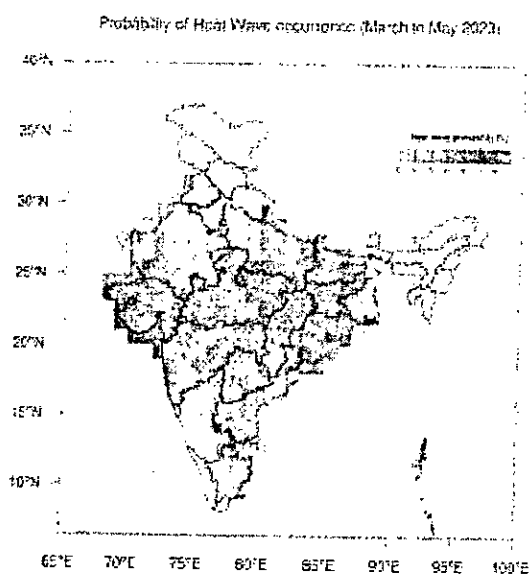 Probability of Heat Wave occurrence (March to May 2023)
40°N
35°N
30°N
25°N
20°N
15°N
10°N
65°E 70°E 75°E 80°E 85°E 90°E 95°E 100°E